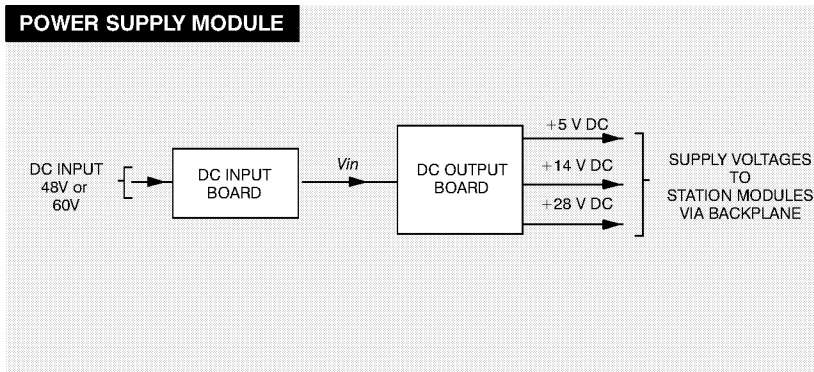 POWER SUPPLY MODULE
DC INPUT
48V or
60V
DC INPUT
BOARD
Vin
DC OUTPUT
BOARD
+5 V DC
+14 V DC
+28 V DC
SUPPLY VOLTAGES
TO
STATION MODULES
VIA BACKPLANE